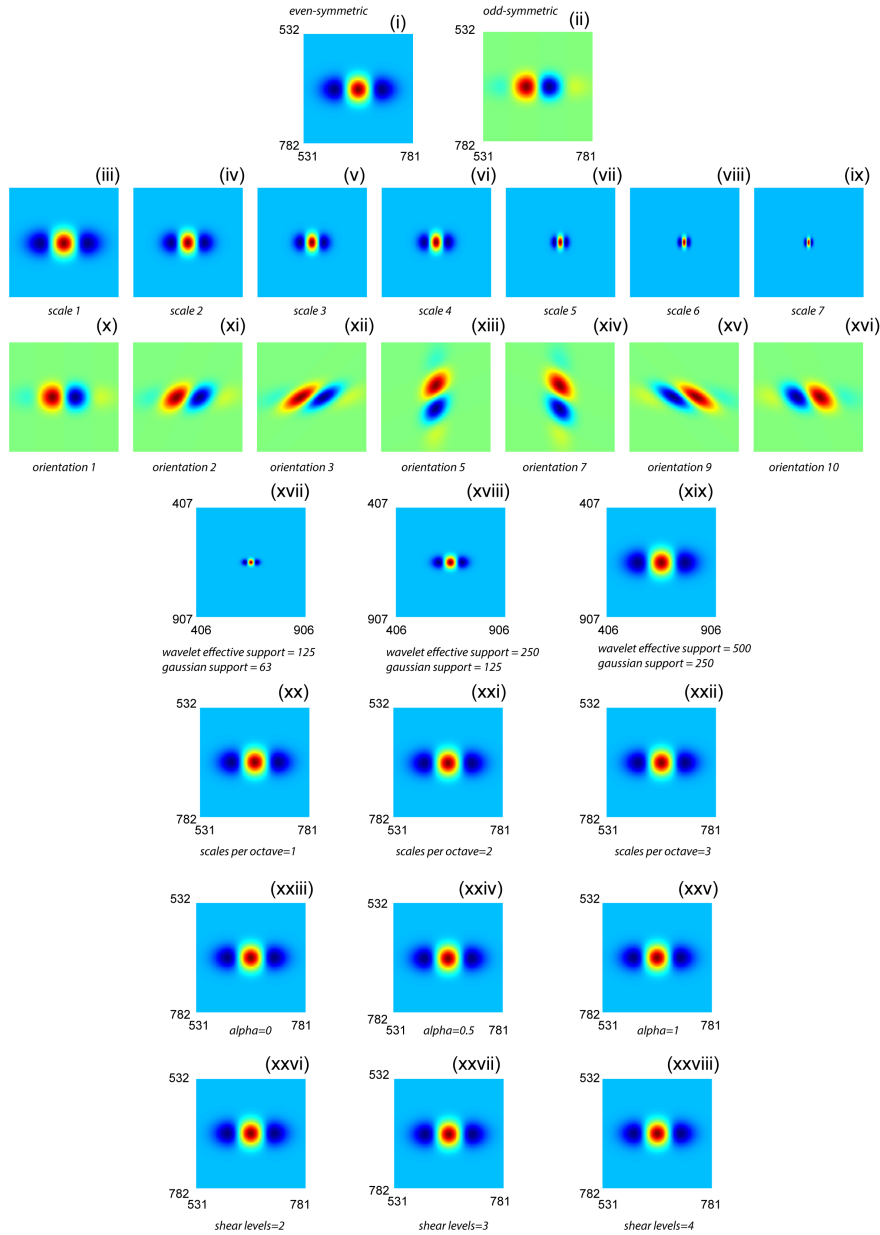 even-symmetric (i) odd-symmetric (ii)
532 532
782 782
531 781 531 781
(iii) (iv) (v) (vi) (vii) (viii) (ix)
scale 1 scale 2 scale 3 scale 4 scale 5 scale 6 scale 7
(x) (xi) (xii) (xiii) (xiv) (xv) (xvi)
orientation 1 orientation 2 orientation 3 orientation 5 orientation 7 orientation 9 orientation 10
(xvii) (xviii) (xix)
407 407 407
907 907 907
406 906 406 906 406 906
wavelet effective support = 125 wavelet effective support = 250 wavelet effective support = 500
gaussian support = 63 gaussian support = 125 gaussian support = 250
(xx) (xxi) (xxii)
532 532 532
782 782 782
531 781 531 781 531 781
scales per octave=1 scales per octave=2 scales per octave=3
(xxiii) (xxiv) (xxv)
532 532 532
782 782 782
531 alpha=0 781 531 alpha=0.5 781 531 alpha=1 781
(xxvi) (xxvii) (xxviii)
532 532 532
782 782 782
531 781 531 781 531 781
shear levels=2 shear levels=3 shear levels=4